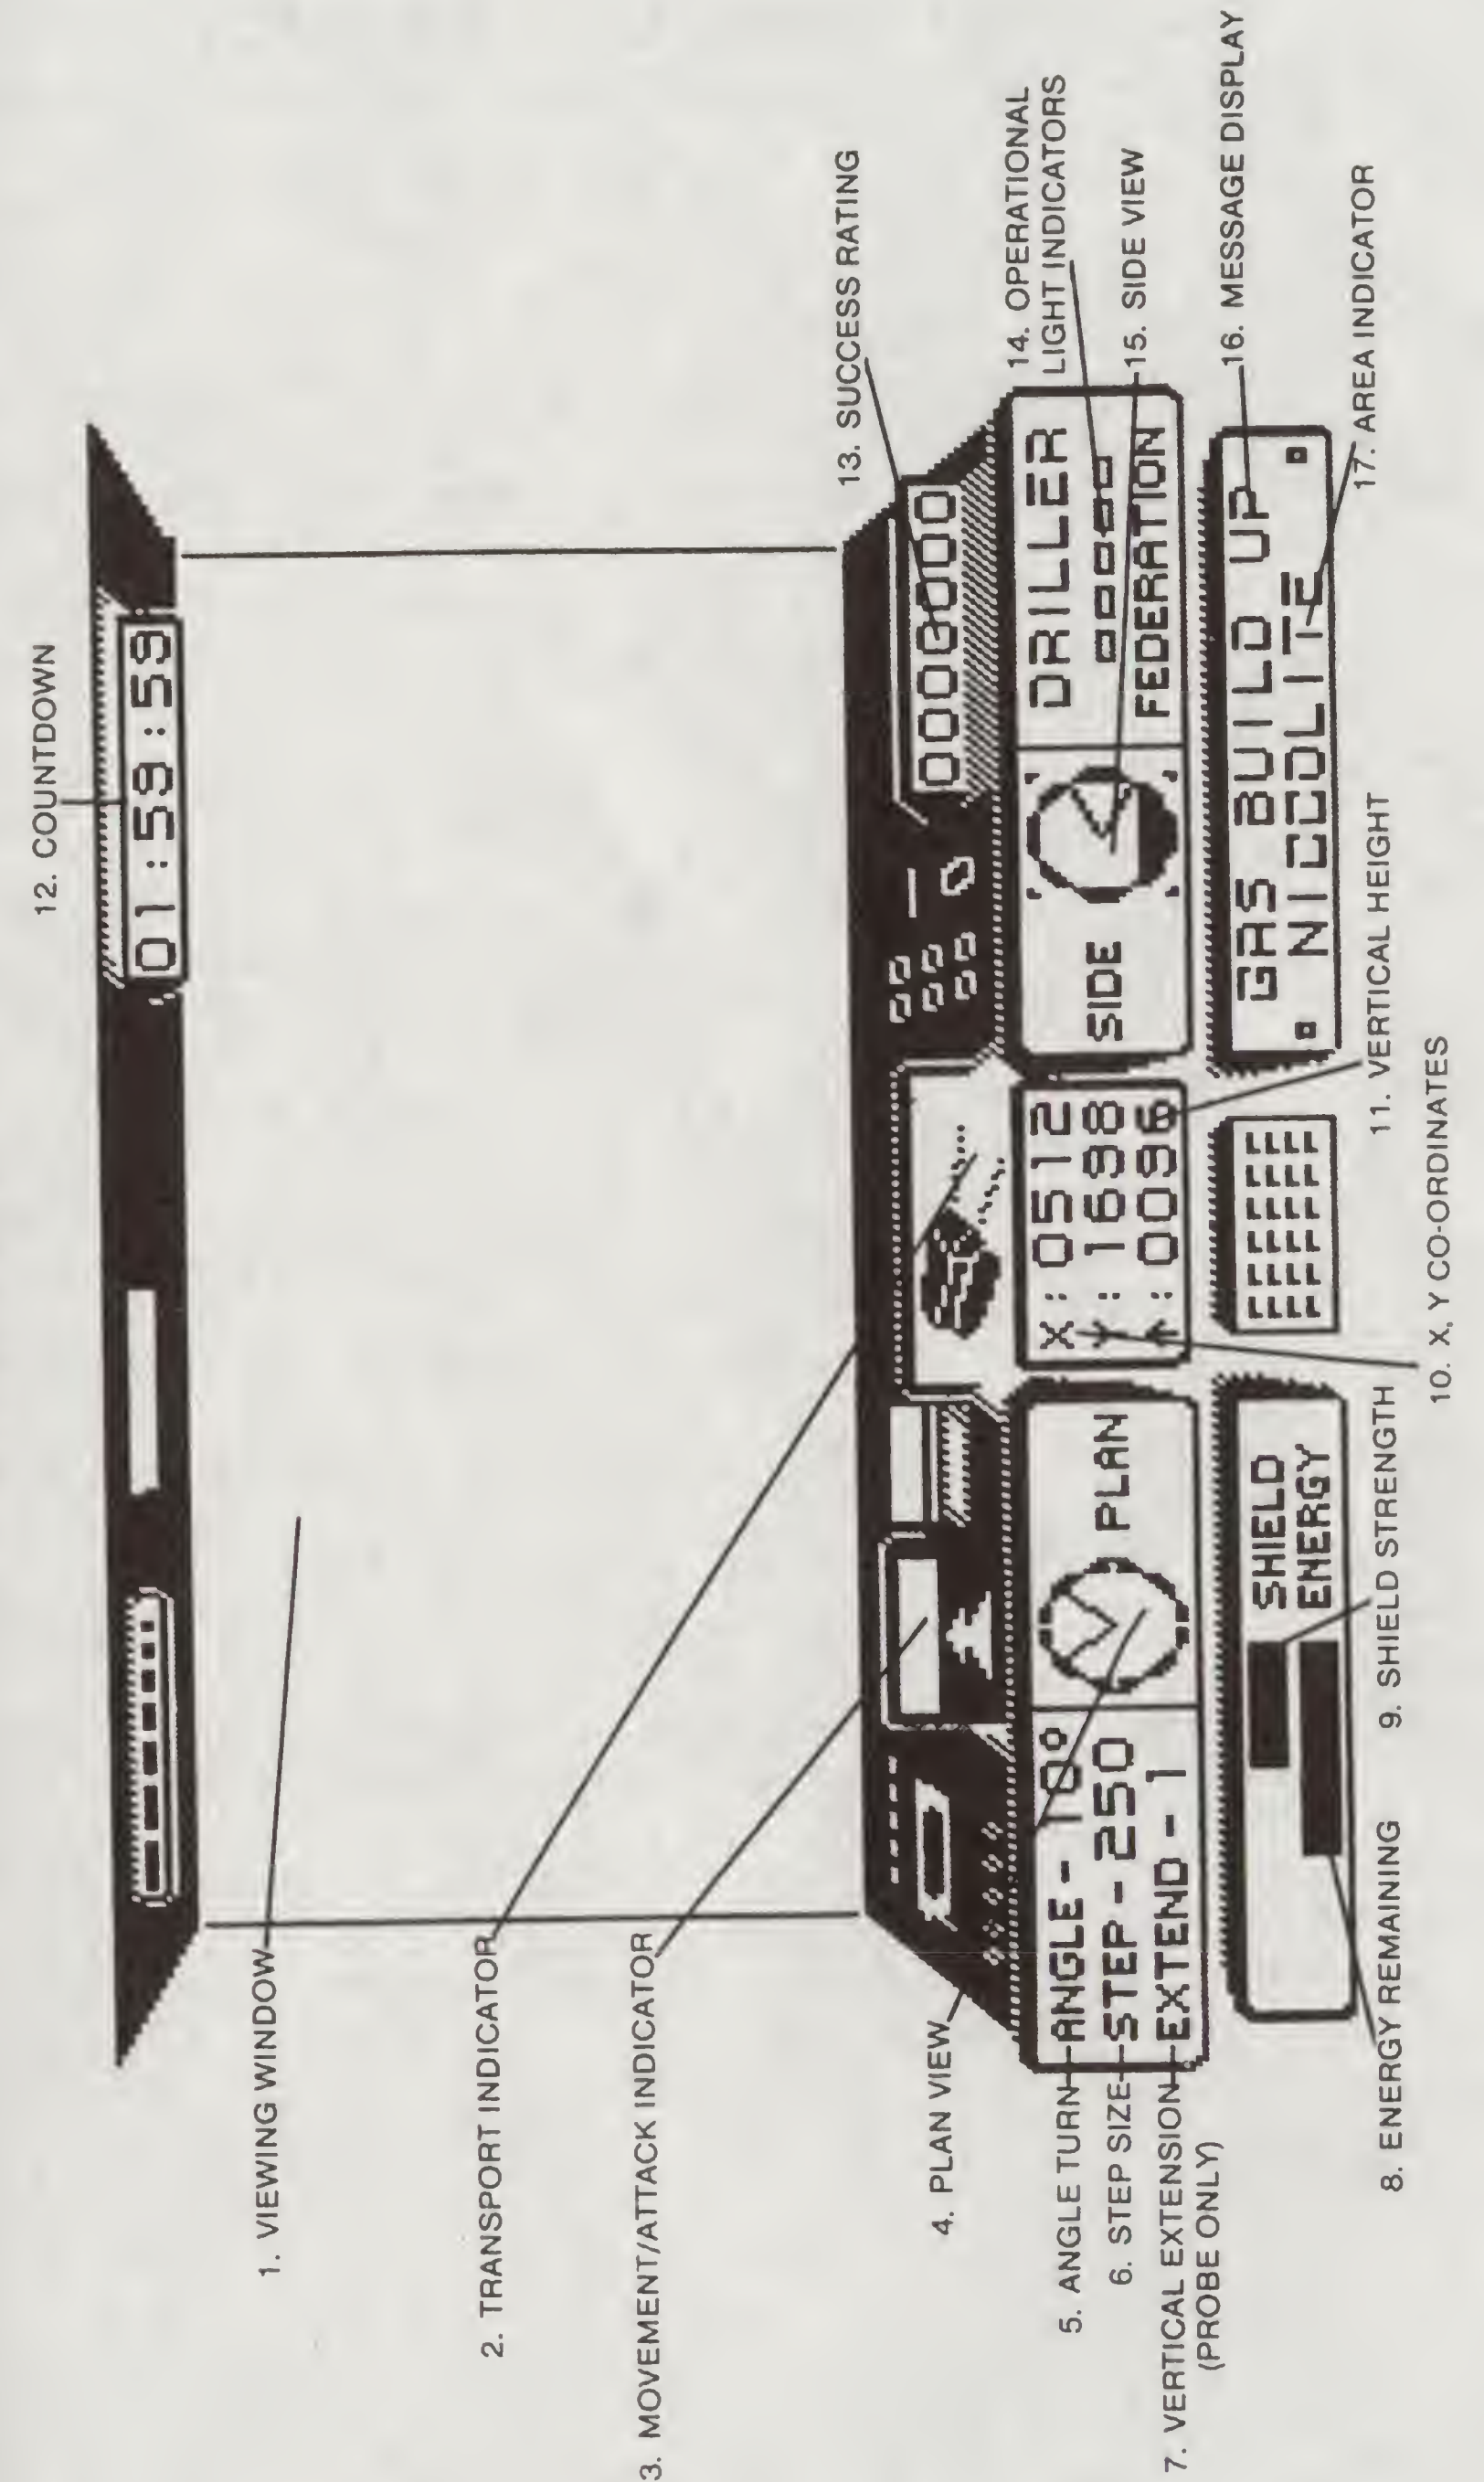 12. COUNTDOWN
01:59:59
1. VIEWING WINDOW
2. TRANSPORT INDICATOR
3. MOVEMENT/ATTACK INDICATOR
4. PLAN VIEW
5. ANGLE TURN
6. STEP SIZE
7. VERTICAL EXTENSION
(PROBE ONLY)
8. ENERGY REMAINING
9. SHIELD STRENGTH
10. X, Y CO-ORDINATES
11. VERTICAL HEIGHT
13. SUCCESS RATING
14. OPERATIONAL
LIGHT INDICATORS
15. SIDE VIEW
16. MESSAGE DISPLAY
17. AREA INDICATOR
0000000
ANGLE - 10°
STEP - 250
EXTEND - 1
PLAN
X: 0512
Y: 1698
↑: 0096
SIDE
DRILLER
FEDERATION
SHIELD
ENERGY
GAS BUILD UP
NICCOLITE